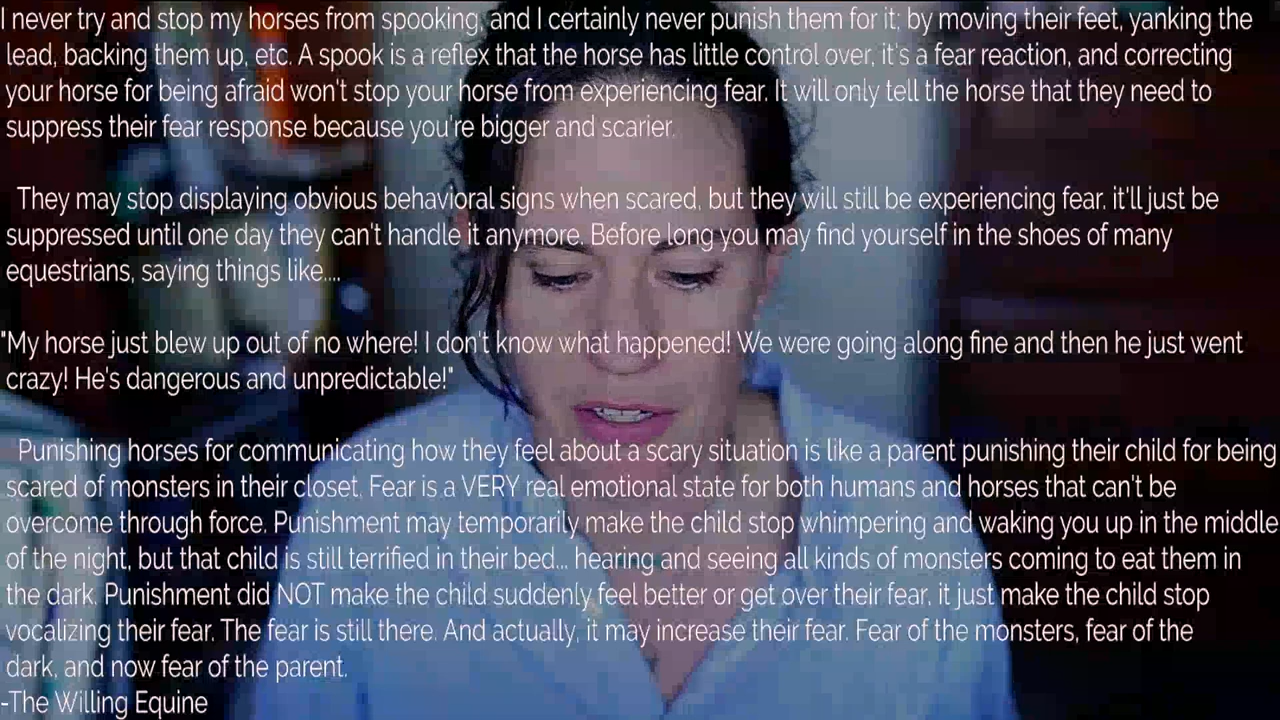 I never try and stop my horses from spooking, and I certainly never punish them for it; by moving their feet, yanking the
lead, backing them up, etc. A spook is a reflex that the horse has little control over, it's a fear reaction, and correcting
your horse for being afraid won't stop your horse from experiencing fear. It will only tell the horse that they need to
suppress their fear response because you're bigger and scarier.
They may stop displaying obvious behavioral signs when scared, but they will still be experiencing fear. it'll just be
suppressed until one day they can't handle it anymore. Before long you may find yourself in the shoes of many
equestrians, saying things like....
"My horse just blew up out of no where! I don't know what happened! We were going along fine and then he just went
crazy! He's dangerous and unpredictable!"
Punishing horses for communicating how they feel about a scary situation is like a parent punishing their child for being
scared of monsters in their closet. Fear is a VERY real emotional state for both humans and horses that can't be
overcome through force. Punishment may temporarily make the child stop whimpering and waking you up in the middle
of the night, but that child is still terrified in their bed... hearing and seeing all kinds of monsters coming to eat them in
the dark. Punishment did NOT make the child suddenly feel better or get over their fear, it just make the child stop
vocalizing their fear. The fear is still there. And actually, it may increase their fear. Fear of the monsters, fear of the
dark, and now fear of the parent.
-The Willing Equine